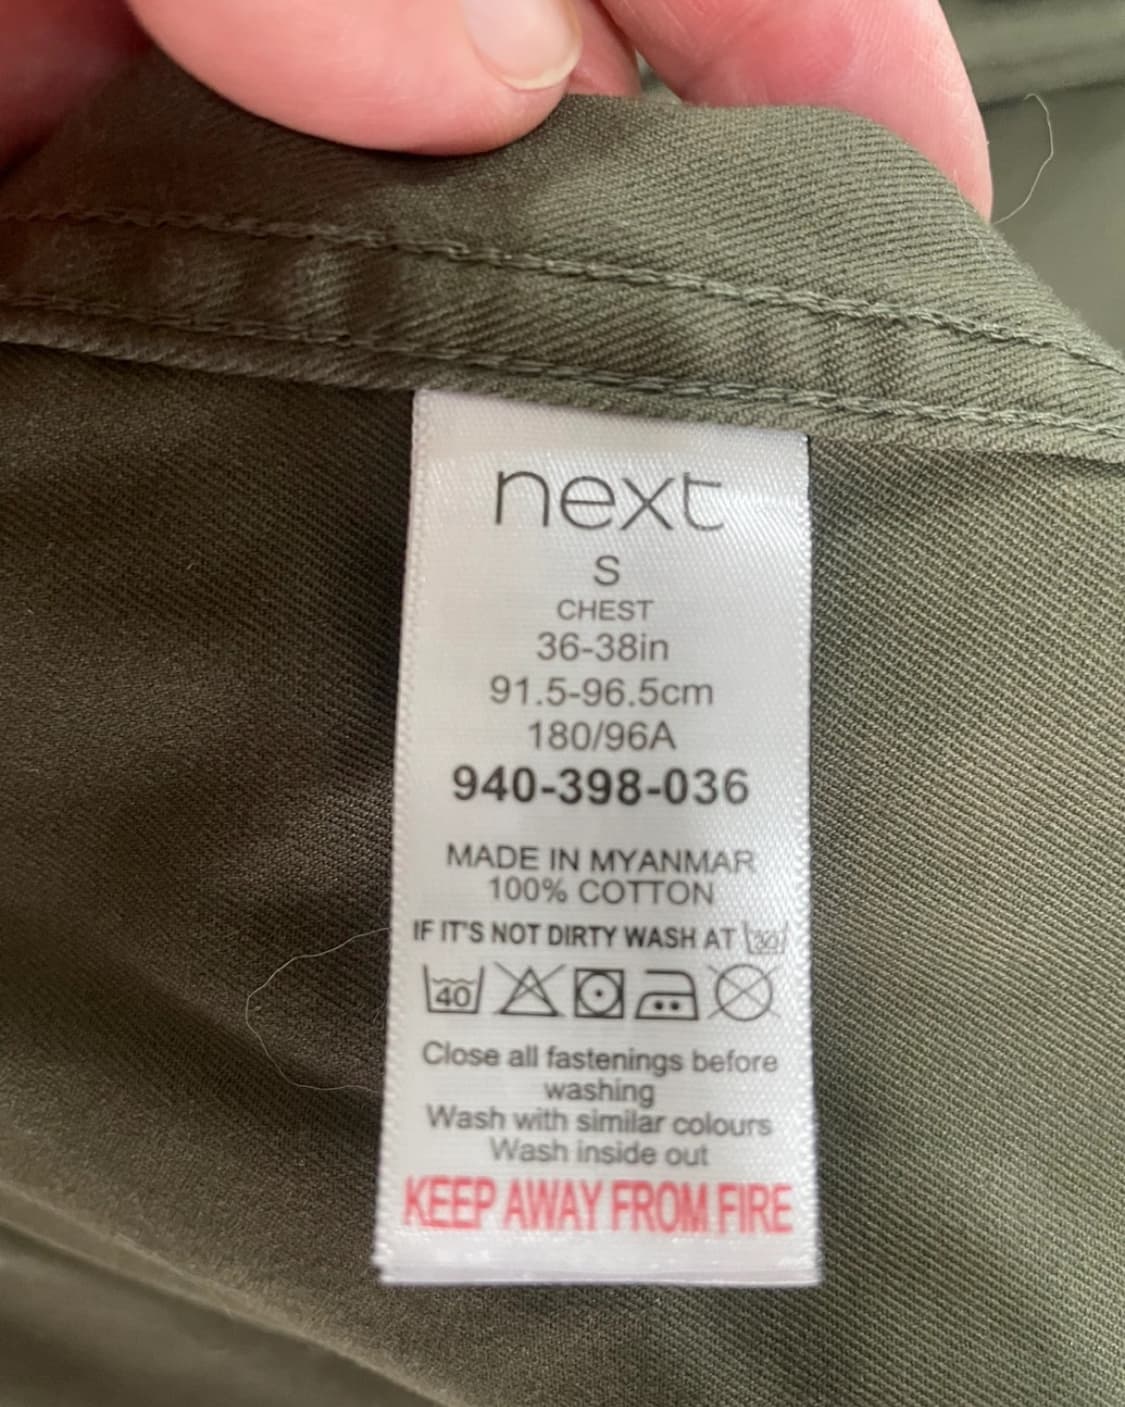 next
S
CHEST
36-38in
91.5-96.5cm
180/96A
940-398-036
MADE IN MYANMAR
100% COTTON
IF IT'S NOT DIRTY WASH AT 30
40
Close all fastenings before
washing
Wash with similar colours
Wash inside out
KEEP AWAY FROM FIRE